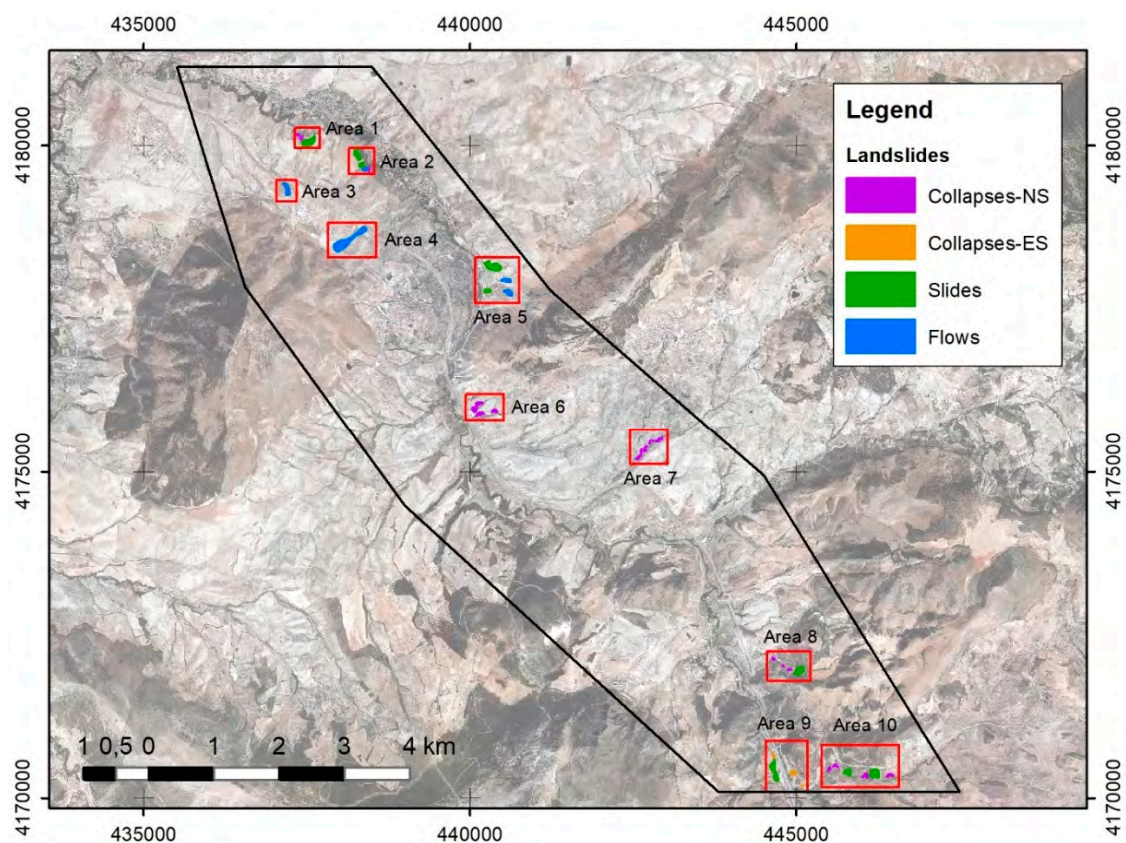 435000 440000 445000
4180000 4180000
4175000 4175000
4170000 4170000
Legend
Landslides
Collapses-NS
Collapses-ES
Slides
Flows
Area 1
Area 2
Area 3
Area 4
Area 5
Area 6
Area 7
Area 8
Area 9 Area 10
1 0,5 0 1 2 3 4 km
435000 440000 445000